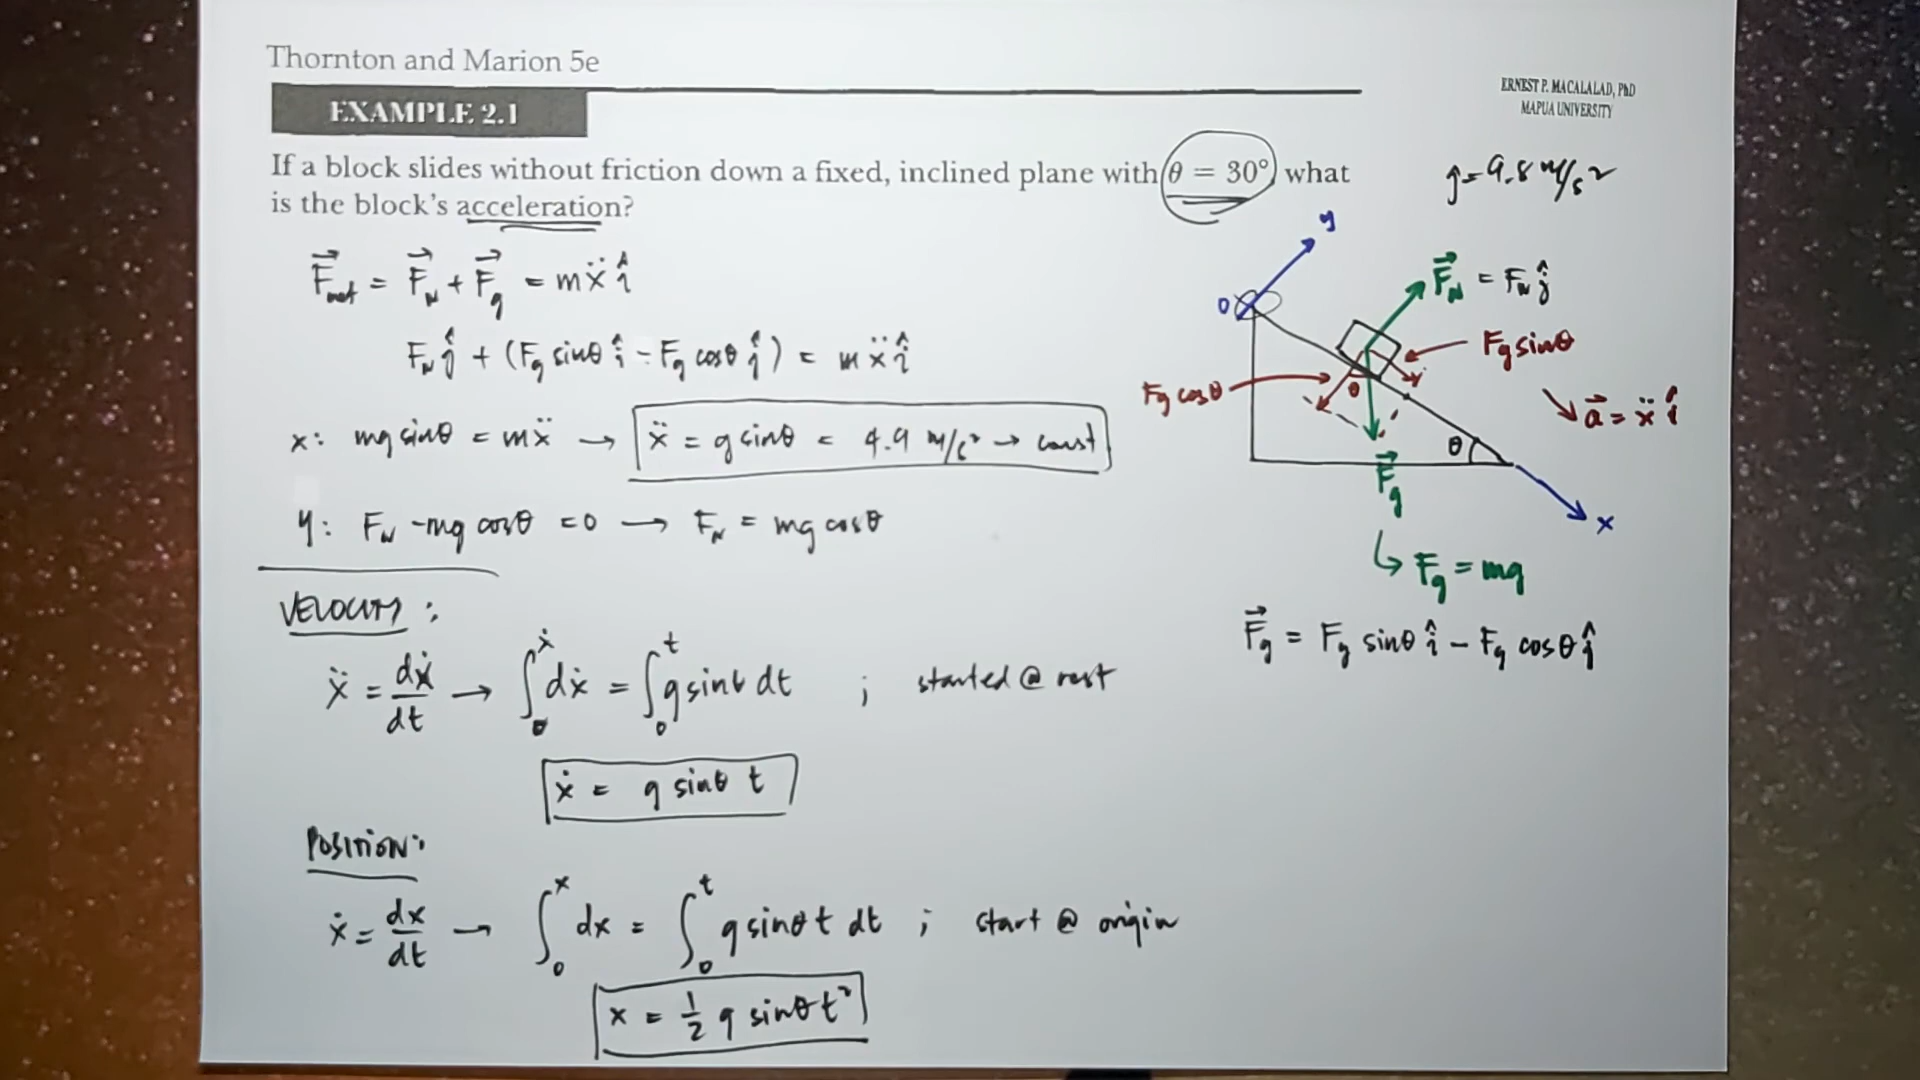 Thornton and Marion 5e
ERNEST P. MACALALAD, PhD
MAPUA UNIVERSITY
EXAMPLE 2.1
If a block slides without friction down a fixed, inclined plane with θ = 30°, what
is the block's acceleration?
g = 9.8 m/s²
F⃗net = F⃗N + F⃗g = mẍ î
FN ĵ + (Fg sinθ î - Fg cosθ ĵ) = mẍ î
x: mg sinθ = mẍ → ẍ = g sinθ = 4.9 m/s² → const
y: FN - mg cosθ = 0 → FN = mg cosθ
y
O
F⃗N = FN ĵ
Fg sinθ
Fg cosθ
θ
a⃗ = ẍ î
θ
F⃗g
x
↳ Fg = mg
F⃗g = Fg sinθ î - Fg cosθ ĵ
VELOCITY:
ẍ = dẋ/dt → ∫₀^ẋ dẋ = ∫₀^t g sinθ dt ; started @ rest
ẋ = g sinθ t
POSITION:
ẋ = dx/dt → ∫₀^x dx = ∫₀^t g sinθ t dt ; start @ origin
x = 1/2 g sinθ t²